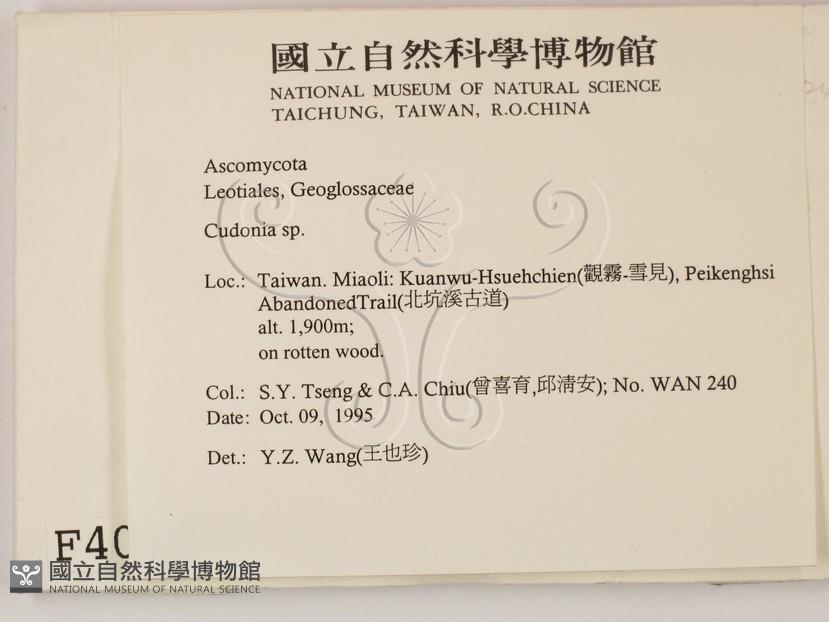 國立自然科學博物館
NATIONAL MUSEUM OF NATURAL SCIENCE
TAICHUNG, TAIWAN, R.O.CHINA
Ascomycota
Leotiales, Geoglossaceae
Cudonia sp.
Loc.: Taiwan. Miaoli: Kuanwu-Hsuehchien(觀霧-雪見), Peikenghsi
AbandonedTrail(北坑溪古道)
alt. 1,900m;
on rotten wood.
Col.: S.Y. Tseng & C.A. Chiu(曾喜育,邱清安); No. WAN 240
Date: Oct. 09, 1995
Det.: Y.Z. Wang(王也珍)
F40
國立自然科學博物館
NATIONAL MUSEUM OF NATURAL SCIENCE